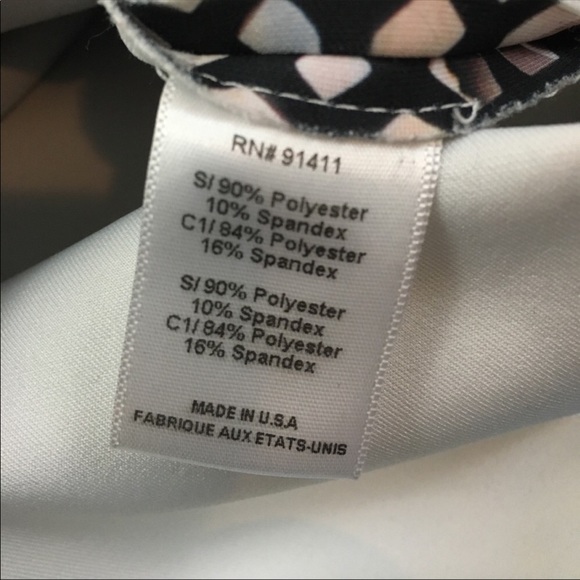 RN# 91411
S/ 90% Polyester
10% Spandex
C1/ 84% Polyester
16% Spandex
S/ 90% Polyester
10% Spandex
C1/ 84% Polyester
16% Spandex
MADE IN U.S.A
FABRIQUE AUX ETATS-UNIS